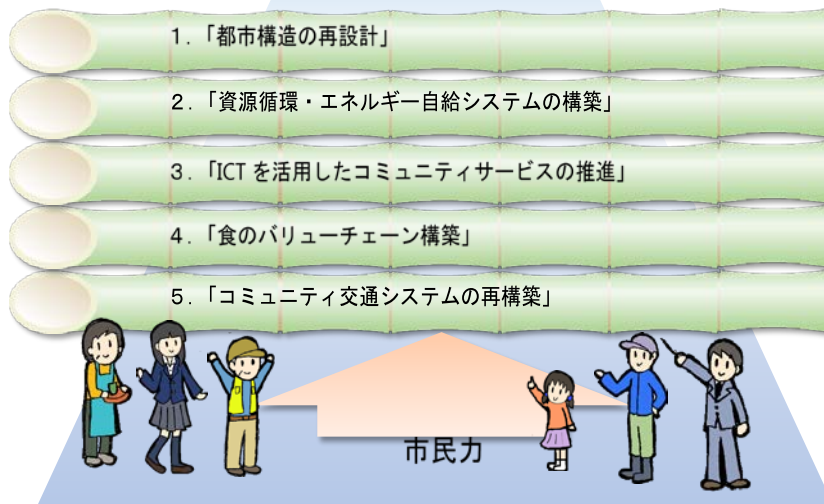 １．「都市構造の再設計」
２．「資源循環・エネルギー自給システムの構築」
３．「ICT を活用したコミュニティサービスの推進」
４．「食のバリューチェーン構築」
５．「コミュニティ交通システムの再構築」
市民力